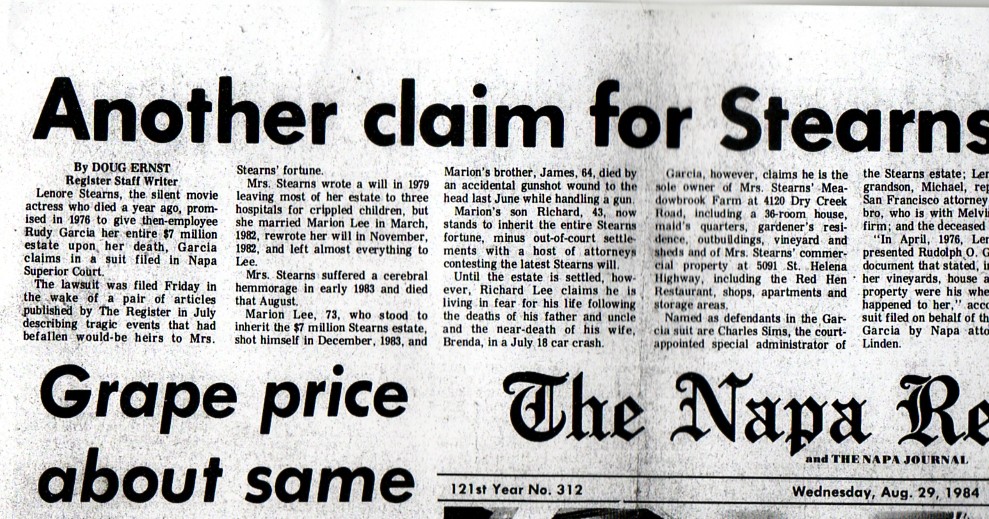 Another claim for Stearns
By DOUG ERNST
Register Staff Writer
Lenore Stearns, the silent movie
actress who died a year ago, prom-
ised in 1976 to give then-employee
Rudy Garcia her entire $7 million
estate upon her death, Garcia
claims in a suit filed in Napa
Superior Court.
The lawsuit was filed Friday in
the wake of a pair of articles
published by The Register in July
describing tragic events that had
befallen would-be heirs to Mrs.
Stearns' fortune.
Mrs. Stearns wrote a will in 1979
leaving most of her estate to three
hospitals for crippled children, but
she married Marion Lee in March,
1982, rewrote her will in November,
1982, and left almost everything to
Lee.
Mrs. Stearns suffered a cerebral
hemmorage in early 1983 and died
that August.
Marion Lee, 73, who stood to
inherit the $7 million Stearns estate,
shot himself in December, 1983, and
Marion's brother, James, 64, died by
an accidental gunshot wound to the
head last June while handling a gun.
Marion's son Richard, 43, now
stands to inherit the entire Stearns
fortune, minus out-of-court settle-
ments with a host of attorneys
contesting the latest Stearns will.
Until the estate is settled, how-
ever, Richard Lee claims he is
living in fear for his life following
the deaths of his father and uncle
and the near-death of his wife,
Brenda, in a July 18 car crash.
Garcia, however, claims he is the
sole owner of Mrs. Stearns' Mea-
dowbrook Farm at 4120 Dry Creek
Road, including a 36-room house,
maid's quarters, gardener's resi-
dence, outbuildings, vineyard and
sheds and of Mrs. Stearns' commer-
cial property at 5091 St. Helena
Highway, including the Red Hen
Restaurant, shops, apartments and
storage areas.
Named as defendants in the Gar-
cia suit are Charles Sims, the court-
appointed special administrator of
the Stearns estate; Ler
grandson, Michael, rep
San Francisco attorney
bro, who is with Melvi
firm; and the deceased
"In April, 1976, Len
presented Rudolph O. G
document that stated, in
her vineyards, house a
property were his whe
happened to her," acco
suit filed on behalf of th
Garcia by Napa atto
Linden.
Grape price
about same
The Napa Re
and THE NAPA JOURNAL
121st Year No. 312
Wednesday, Aug. 29, 1984